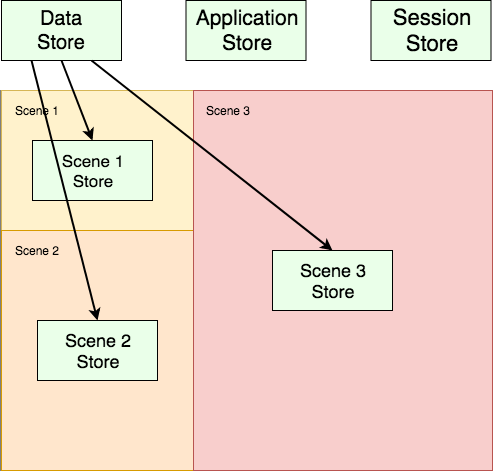 Data
Store
Application
Store
Session
Store
Scene 1
Scene 3
Scene 1
Store
Scene 2
Scene 3
Store
Scene 2
Store